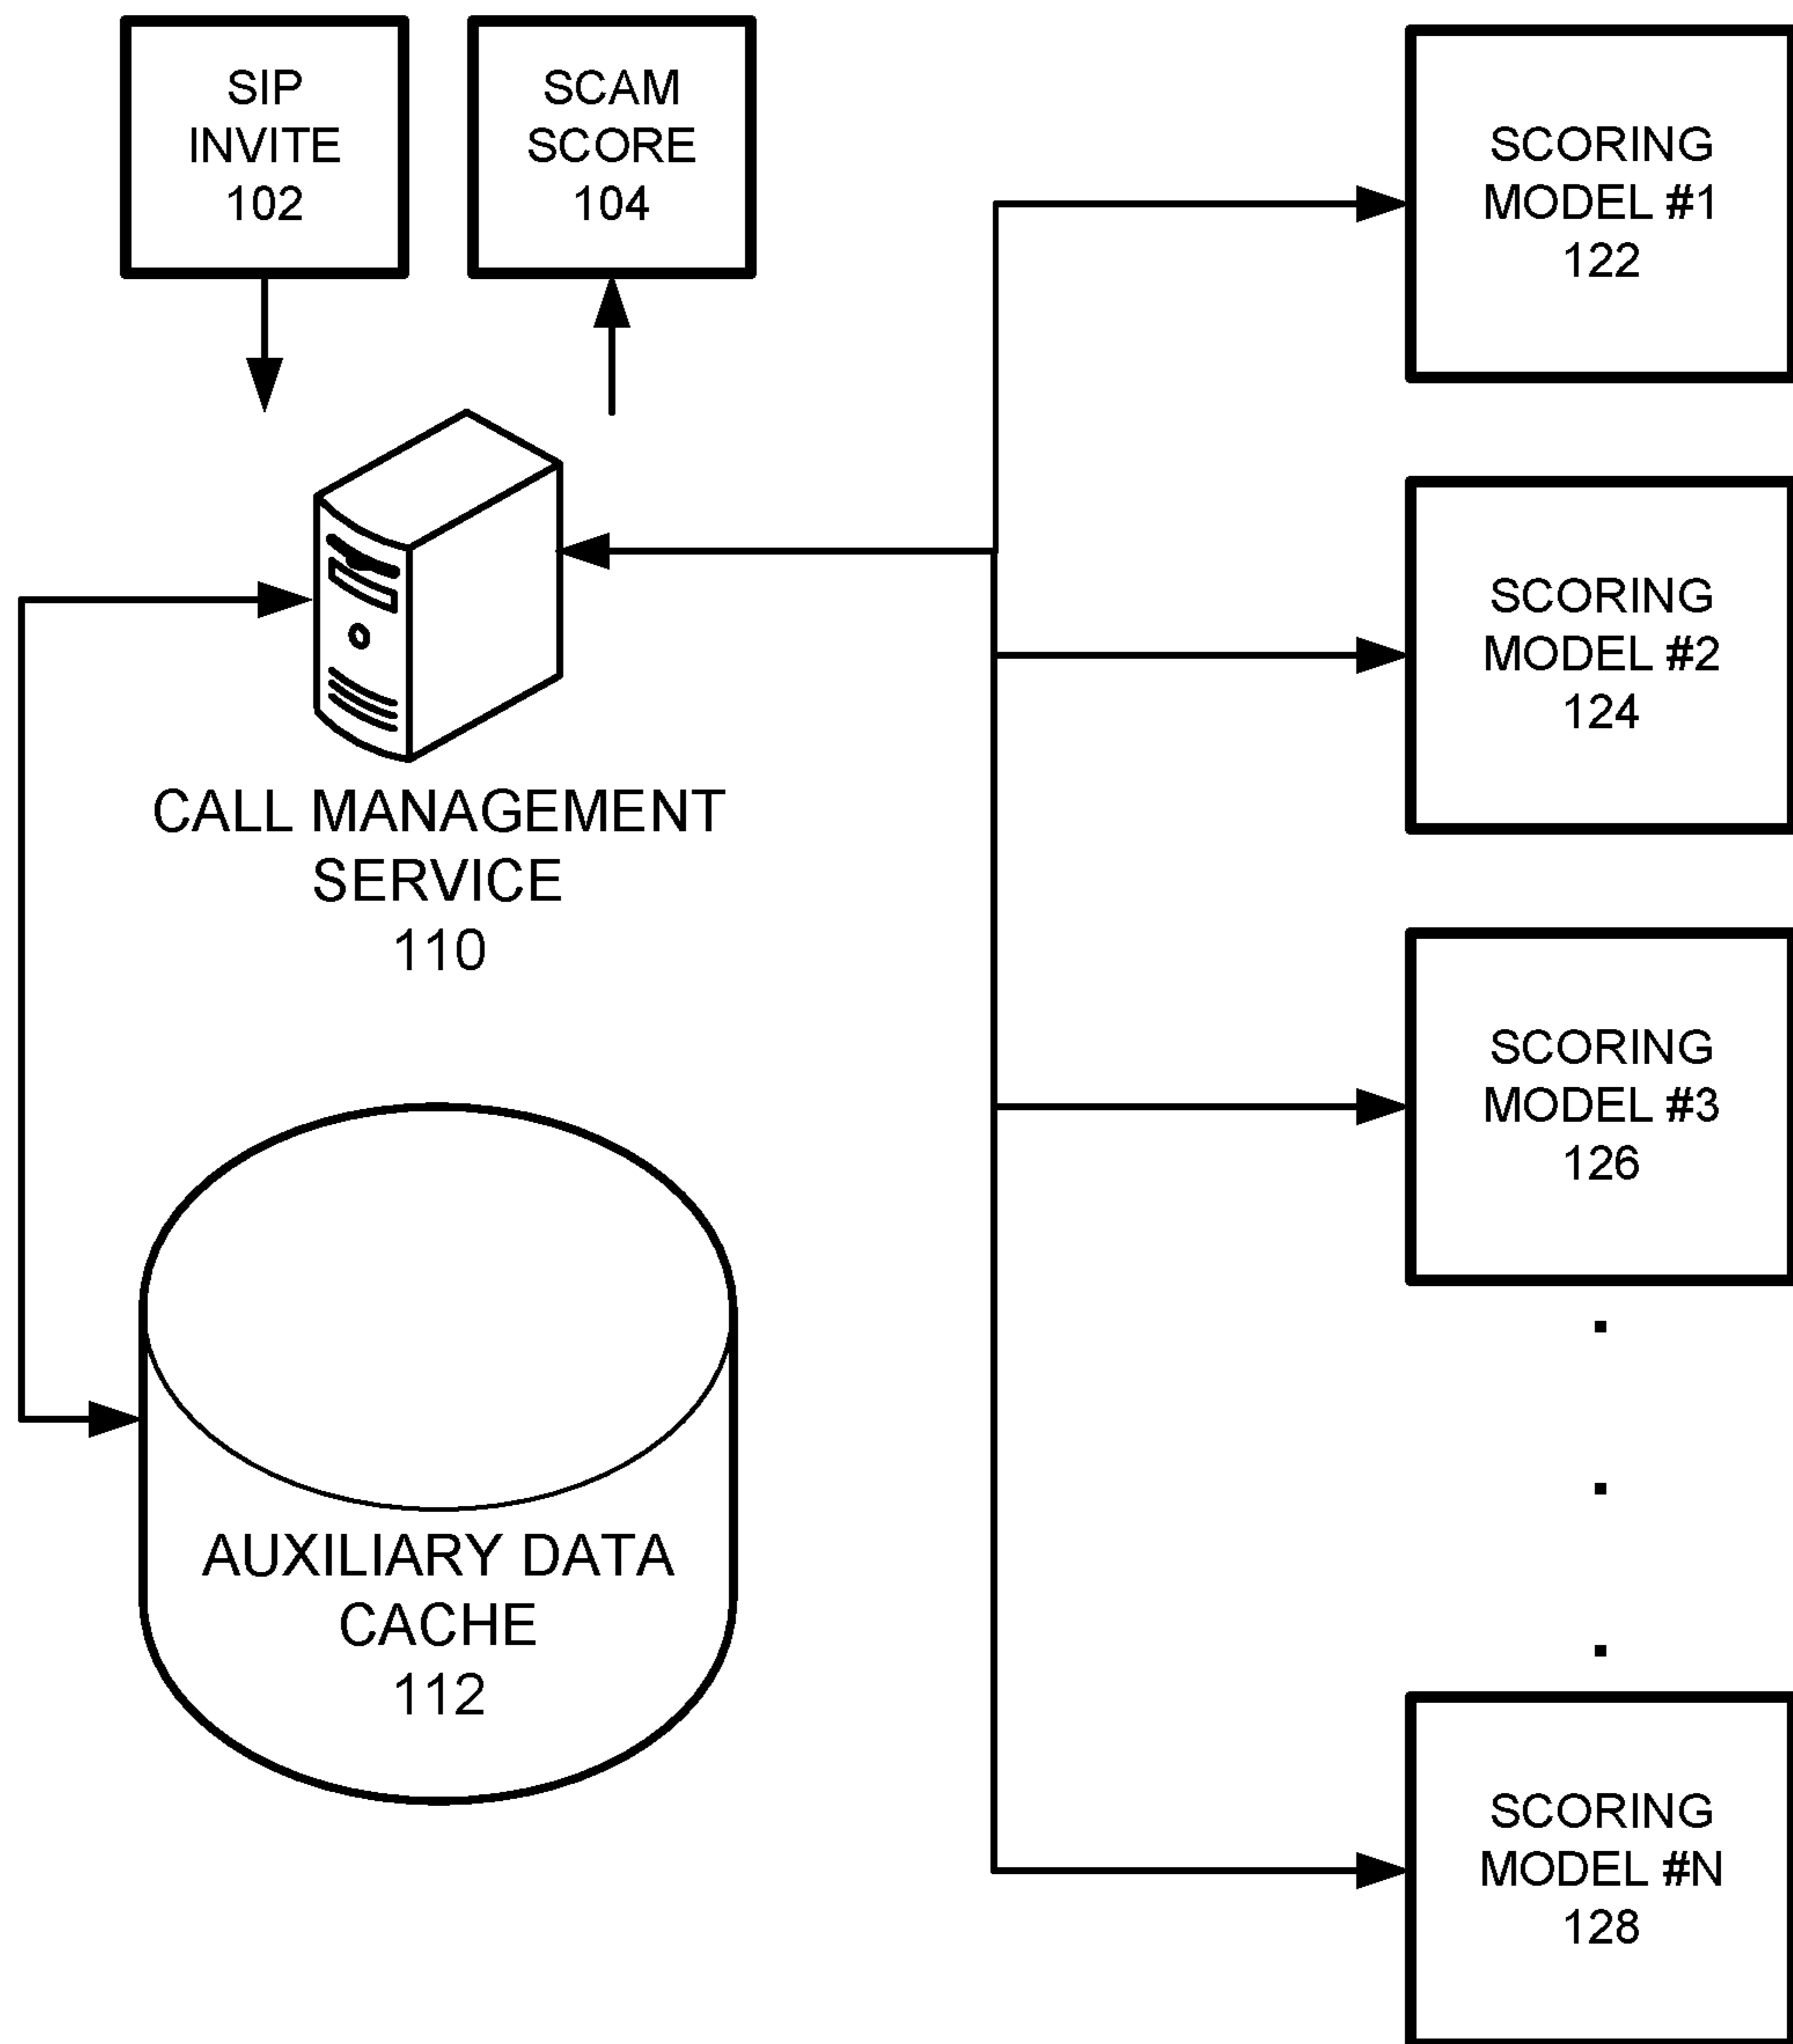 SIP
INVITE
102
SCAM
SCORE
104
CALL MANAGEMENT
SERVICE
110
AUXILIARY DATA
CACHE
112
SCORING
MODEL #1
122
SCORING
MODEL #2
124
SCORING
MODEL #3
126
.
.
.
SCORING
MODEL #N
128